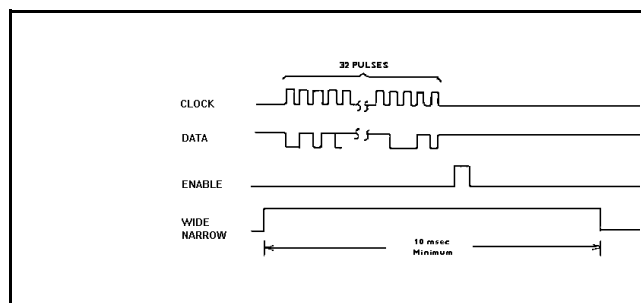 32 PULSES
CLOCK
DATA
ENABLE
WIDE
NARROW
10 msec
Minimum